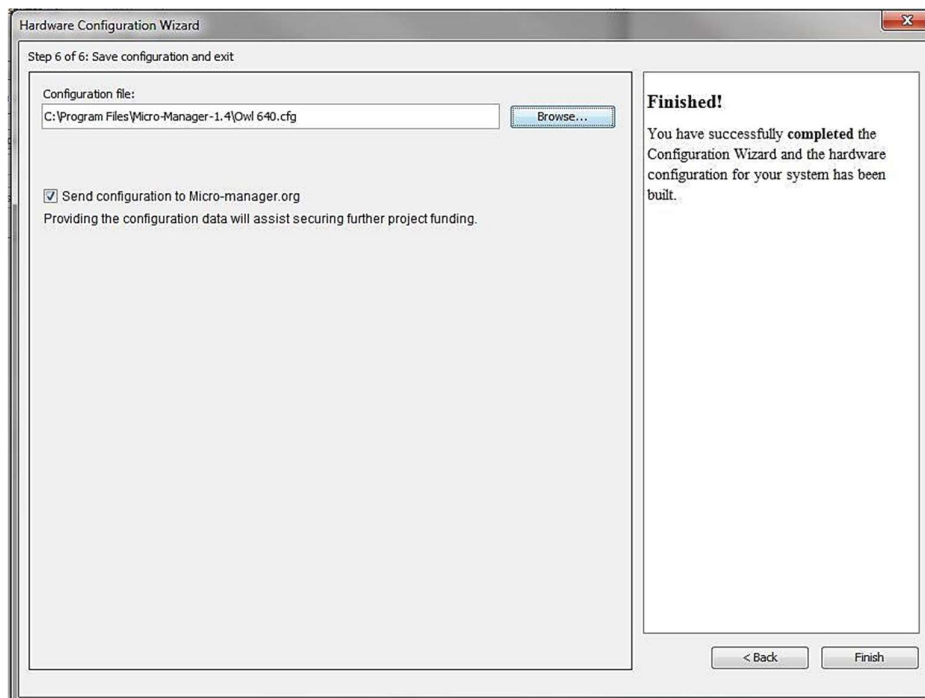 Hardware Configuration Wizard
Step 6 of 6: Save configuration and exit
Configuration file:
C:\Program Files\Micro-Manager-1.4\Owl 640.cfg
Browse...
Send configuration to Micro-manager.org
Providing the configuration data will assist securing further project funding.
Finished!
You have successfully completed the
Configuration Wizard and the hardware
configuration for your system has been
built.
< Back
Finish